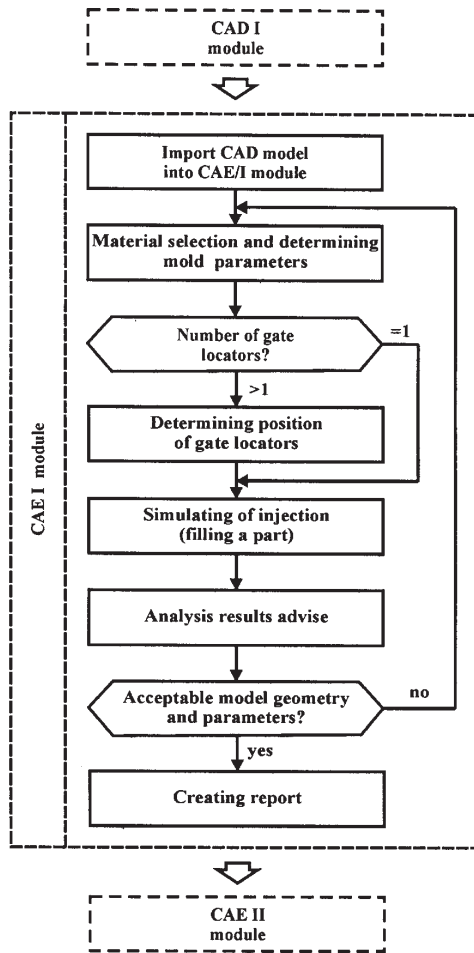 CAD I
module
Import CAD model
into CAE/I module
Material selection and determining
mold parameters
Number of gate
locators?
=1
>1
Determining position
of gate locators
Simulating of injection
(filling a part)
Analysis results advise
Acceptable model geometry
and parameters?
no
yes
Creating report
CAE I module
CAE II
module